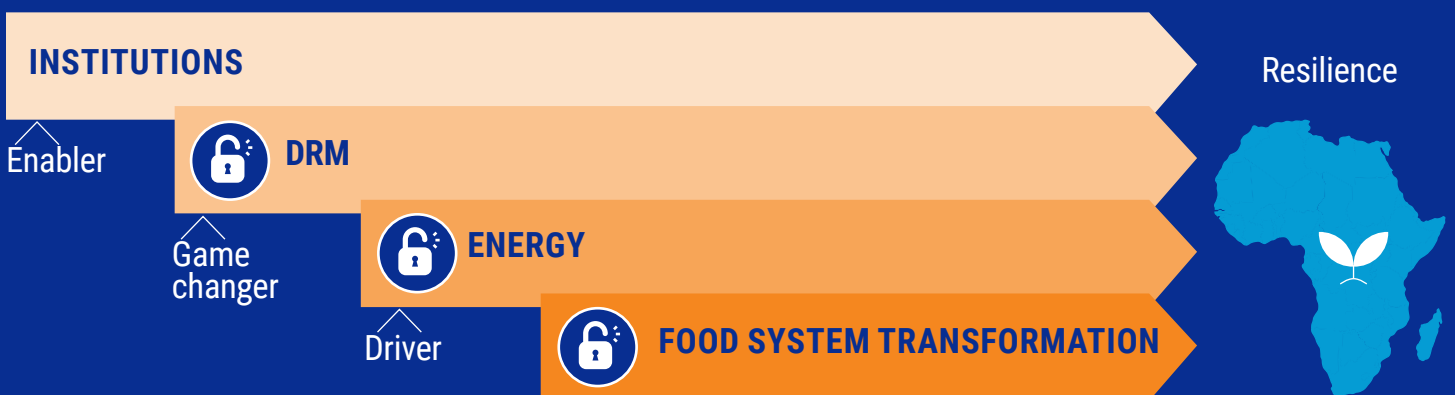 INSTITUTIONS
Resilience
Enabler
DRM
Game
changer
ENERGY
Driver
FOOD SYSTEM TRANSFORMATION